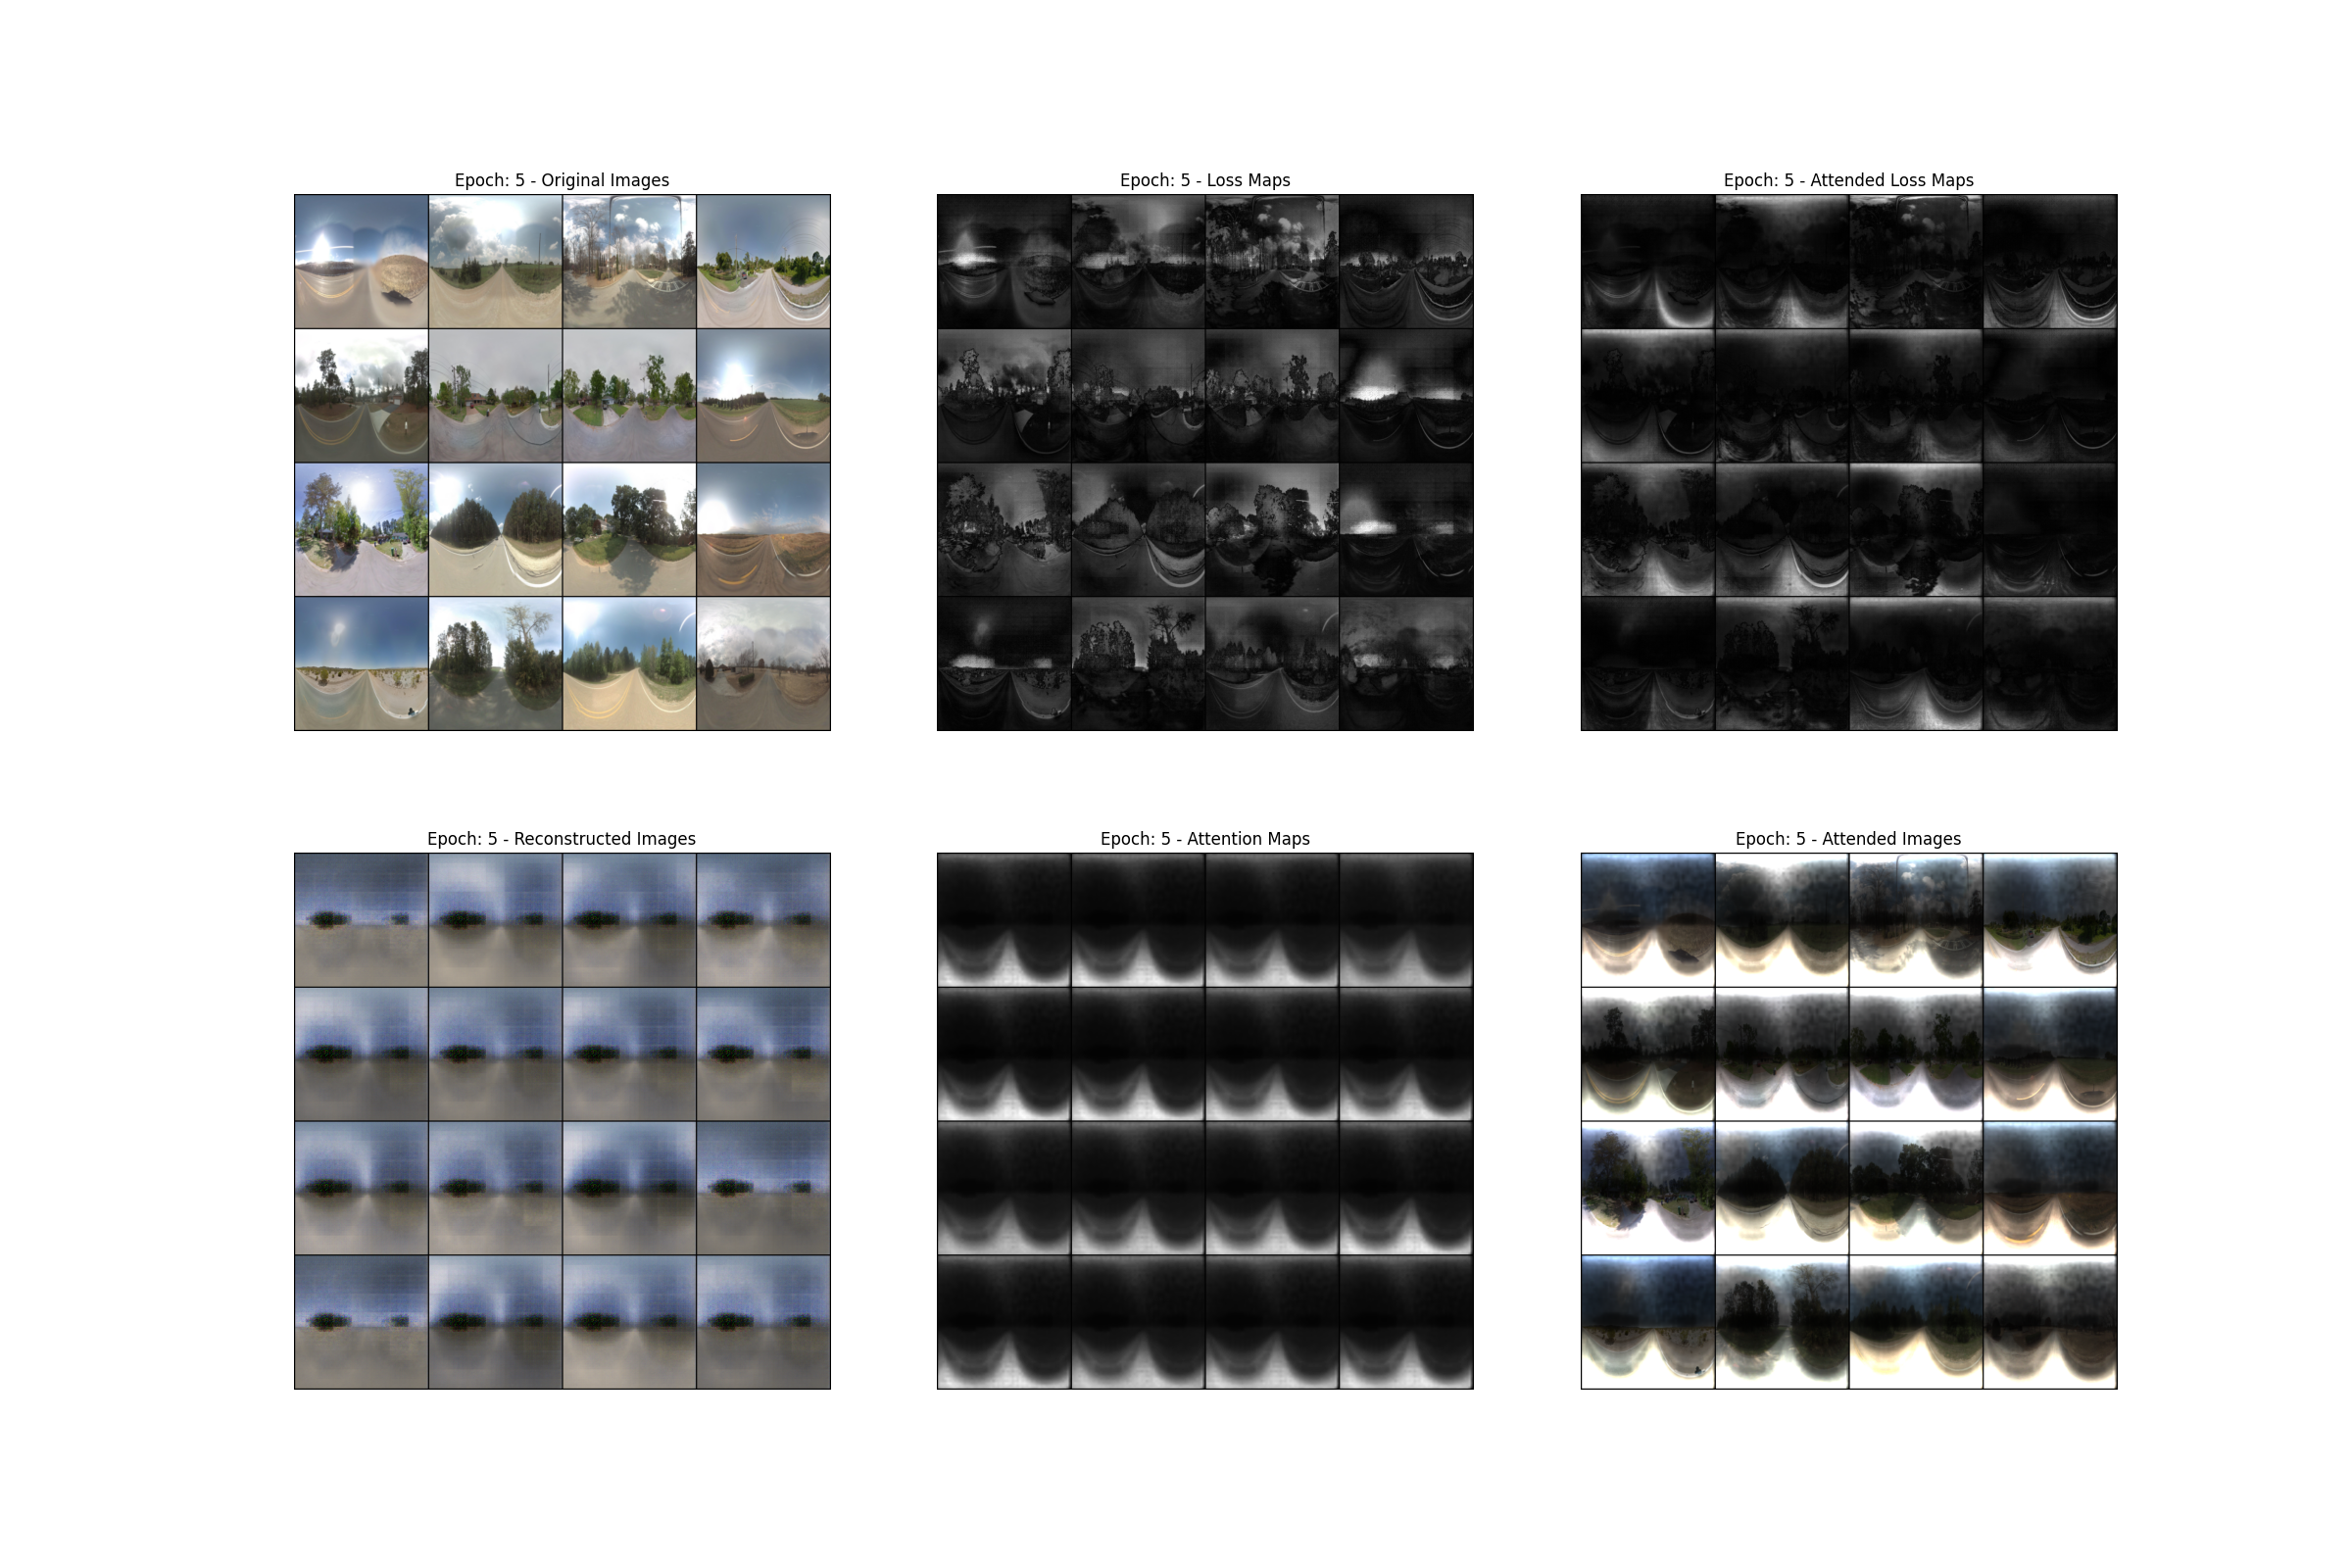 Epoch: 5 - Original Images
Epoch: 5 - Loss Maps
Epoch: 5 - Attended Loss Maps
Epoch: 5 - Reconstructed Images
Epoch: 5 - Attention Maps
Epoch: 5 - Attended Images